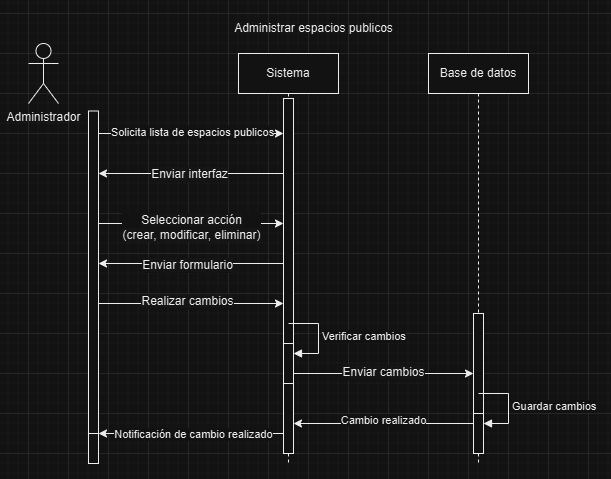 Administrar espacios publicos
Sistema
Base de datos
Administrador
Solicita lista de espacios publicos
Enviar interfaz
Seleccionar acción
(crear, modificar, eliminar)
Enviar formulario
Realizar cambios
Verificar cambios
Enviar cambios
Guardar cambios
Cambio realizado
Notificación de cambio realizado